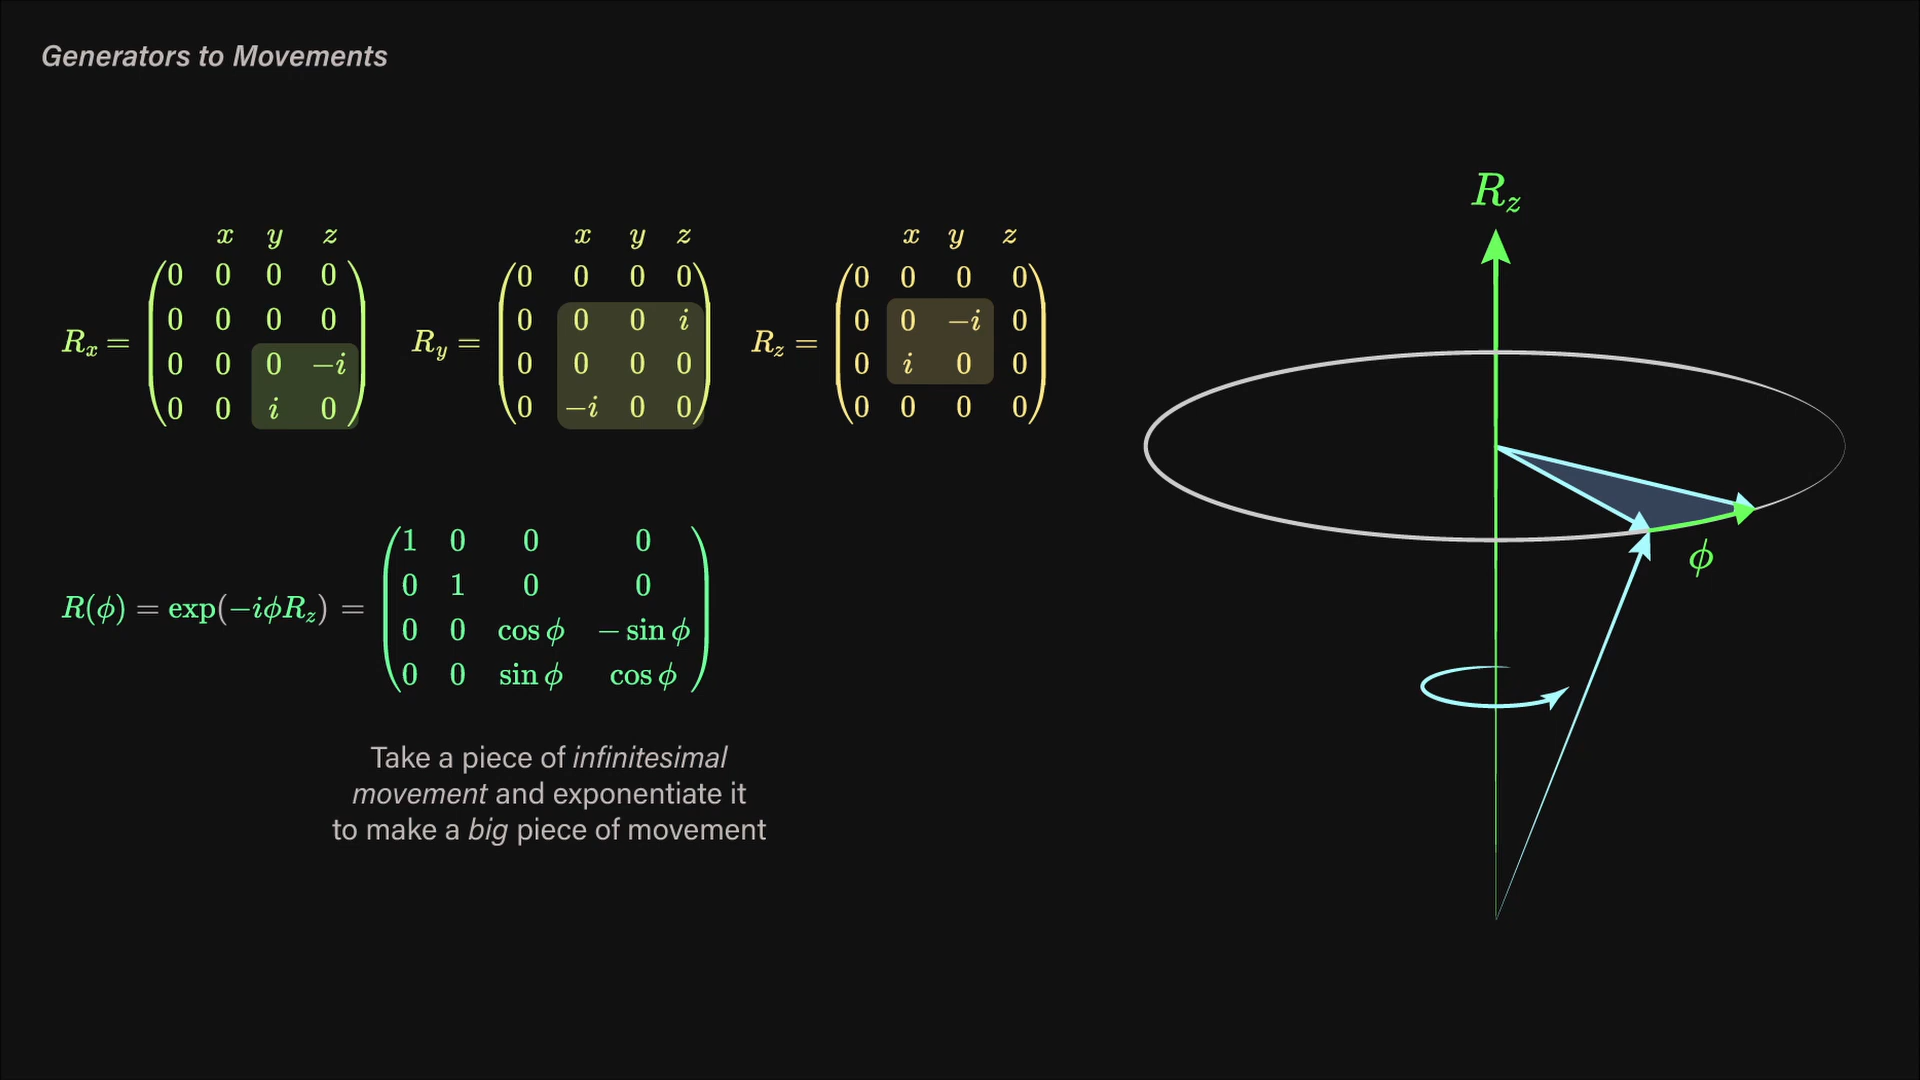 Generators to Movements
R_z
x y z
x y z
x y z
R_x = (0 0 0 0
0 0 0 0
0 0 0 −i
0 0 i 0)
R_y = (0 0 0 0
0 0 0 i
0 0 0 0
0 −i 0 0)
R_z = (0 0 0 0
0 0 −i 0
0 i 0 0
0 0 0 0)
R(ϕ) = exp(−iϕR_z) = (1 0 0 0
0 1 0 0
0 0 cos ϕ − sin ϕ
0 0 sin ϕ cos ϕ)
ϕ
Take a piece of infinitesimal
movement and exponentiate it
to make a big piece of movement